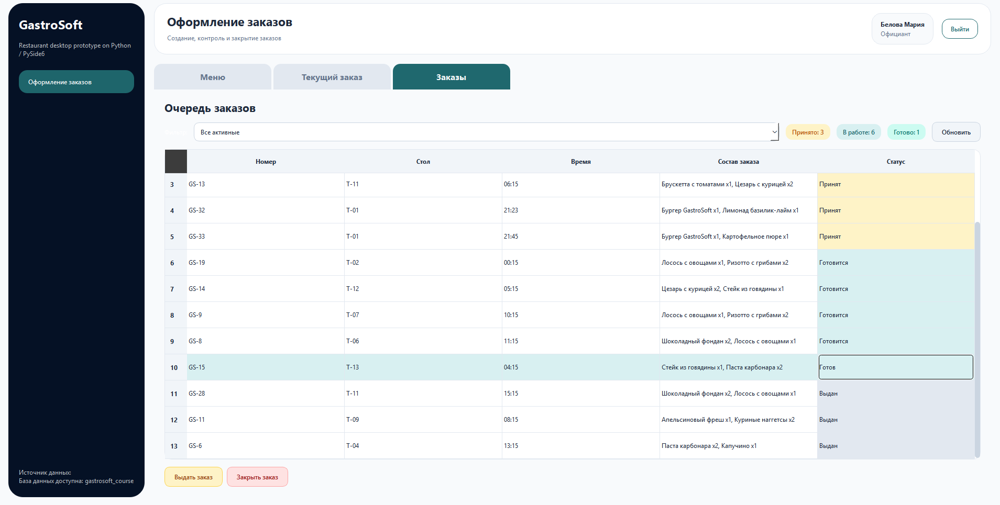 GastroSoft
Restaurant desktop prototype on Python
/ PySide6
Оформление заказов
Источник данных:
База данных доступна: gastrosoft_course
Оформление заказов
Создание, контроль и закрытие заказов
Белова Мария
Официант
Выйти
Меню
Текущий заказ
Заказы
Очередь заказов
Все активные
Принято: 3
В работе: 6
Готово: 1
Обновить
Номер Стол Время Состав заказа Статус
3 GS-13 T-11 06:15 Брускетта с томатами x1, Цезарь с курицей x2 Принят
4 GS-32 T-01 21:23 Бургер GastroSoft x1, Лимонад базилик-лайм x1 Принят
5 GS-33 T-01 21:45 Бургер GastroSoft x1, Картофельное пюре x1 Принят
6 GS-19 T-02 00:15 Лосось с овощами x1, Ризотто с грибами x2 Готовится
7 GS-14 T-12 05:15 Цезарь с курицей x2, Стейк из говядины x1 Готовится
8 GS-9 T-07 10:15 Лосось с овощами x1, Ризотто с грибами x2 Готовится
9 GS-8 T-06 11:15 Шоколадный фондан x2, Лосось с овощами x1 Готовится
10 GS-15 T-13 04:15 Стейк из говядины x1, Паста карбонара x2 Готов
11 GS-28 T-11 15:15 Шоколадный фондан x2, Лосось с овощами x1 Выдан
12 GS-11 T-09 08:15 Апельсиновый фреш x1, Куриные наггетсы x2 Выдан
13 GS-6 T-04 13:15 Паста карбонара x2, Капучино x1 Выдан
Выдать заказ
Закрыть заказ